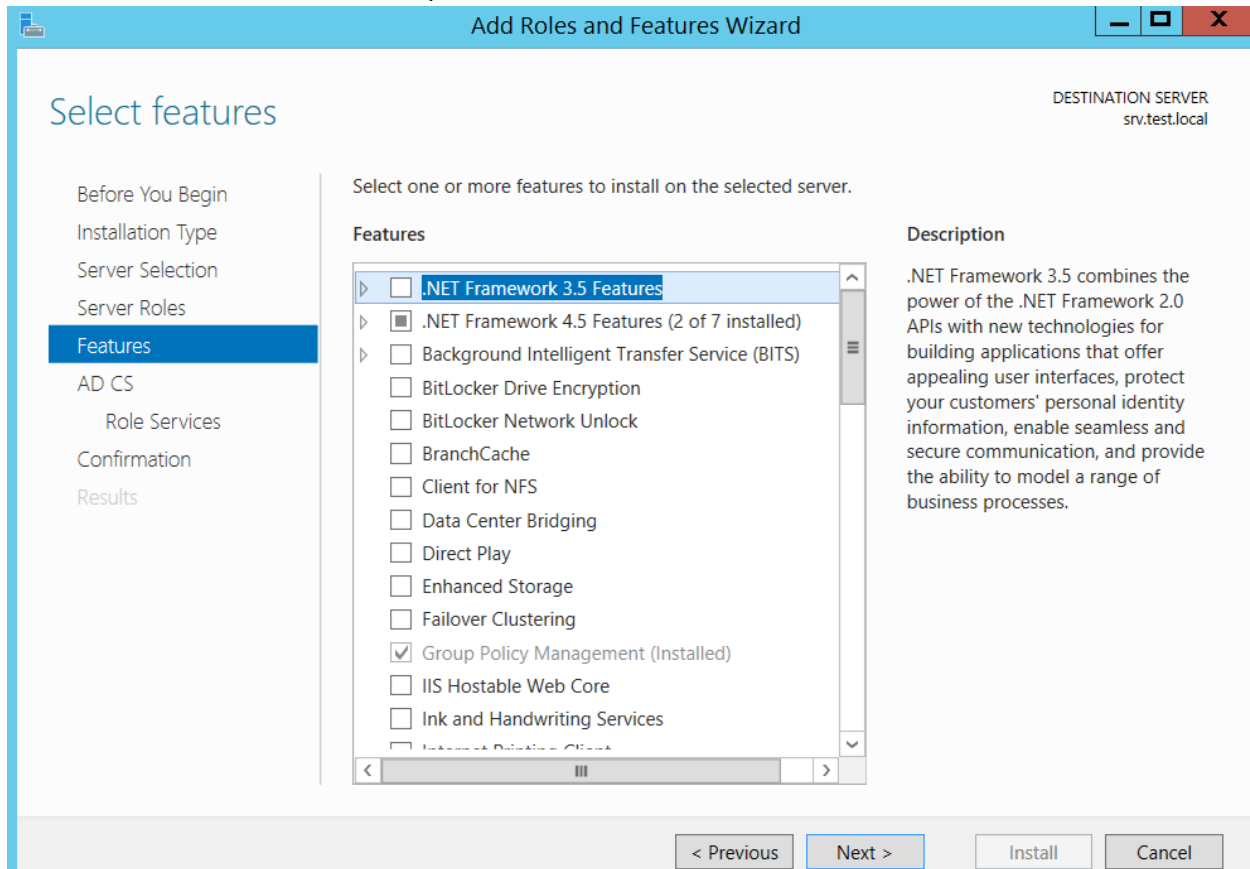 Add Roles and Features Wizard
X
Select features
DESTINATION SERVER
srv.test.local
Before You Begin
Installation Type
Server Selection
Server Roles
Features
AD CS
Role Services
Confirmation
Results
Select one or more features to install on the selected server.
Features
.NET Framework 3.5 Features
.NET Framework 4.5 Features (2 of 7 installed)
Background Intelligent Transfer Service (BITS)
BitLocker Drive Encryption
BitLocker Network Unlock
BranchCache
Client for NFS
Data Center Bridging
Direct Play
Enhanced Storage
Failover Clustering
Group Policy Management (Installed)
IIS Hostable Web Core
Ink and Handwriting Services
Internet Printing Client
Description
.NET Framework 3.5 combines the
power of the .NET Framework 2.0
APIs with new technologies for
building applications that offer
appealing user interfaces, protect
your customers' personal identity
information, enable seamless and
secure communication, and provide
the ability to model a range of
business processes.
< Previous
Next >
Install
Cancel